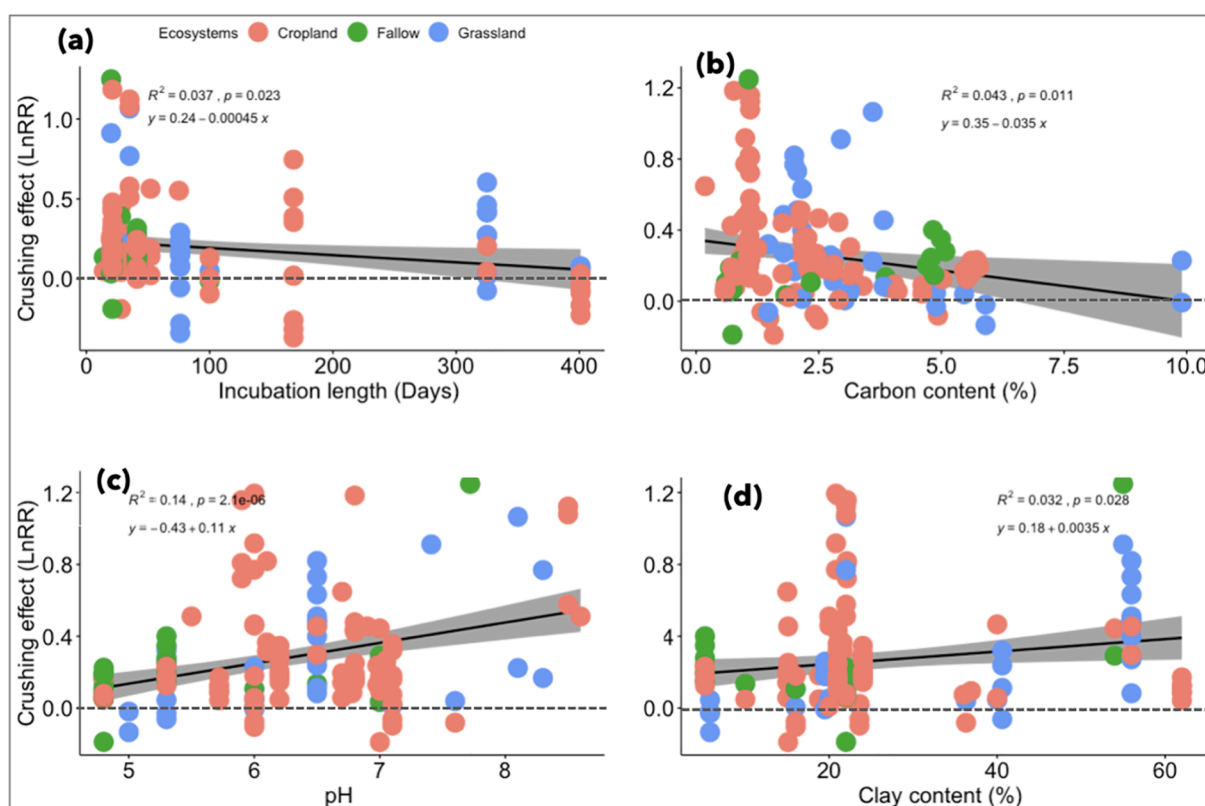 Ecosystems Cropland Fallow Grassland
(a)
R² = 0.037 , p = 0.023
y = 0.24 − 0.00045 x
Crushing effect (LnRR)
1.0
0.5
0.0
0 100 200 300 400
Incubation length (Days)
(b)
R² = 0.043 , p = 0.011
y = 0.35 − 0.035 x
1.2
0.8
0.4
0.0
0.0 2.5 5.0 7.5 10.0
Carbon content (%)
(c)
R² = 0.14 , p = 2.1e−06
y = − 0.43 + 0.11 x
Crushing effect (LnRR)
1.2
0.8
0.4
0.0
5 6 7 8
pH
(d)
R² = 0.032 , p = 0.028
y = 0.18 + 0.0035 x
1.2
0.8
4
0.0
20 40 60
Clay content (%)